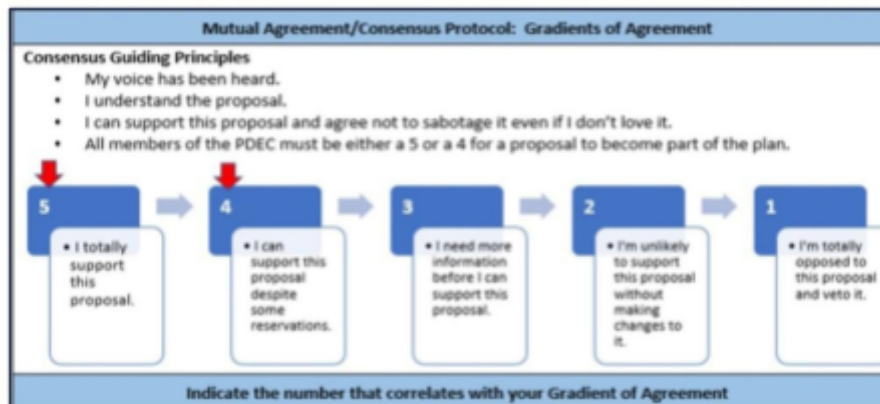 Mutual Agreement/Consensus Protocol: Gradients of Agreement
Consensus Guiding Principles
• My voice has been heard.
• I understand the proposal.
• I can support this proposal and agree not to sabotage it even if I don't love it.
• All members of the PDEC must be either a 5 or a 4 for a proposal to become part of the plan.
5
• I totally
support
this
proposal.
4
• I can
support this
proposal
despite
some
reservations.
3
• I need more
information
before I can
support this
proposal.
2
• I'm unlikely
to support
this proposal
without
making
changes to
it.
1
• I'm totally
opposed to
this proposal
and veto it.
Indicate the number that correlates with your Gradient of Agreement